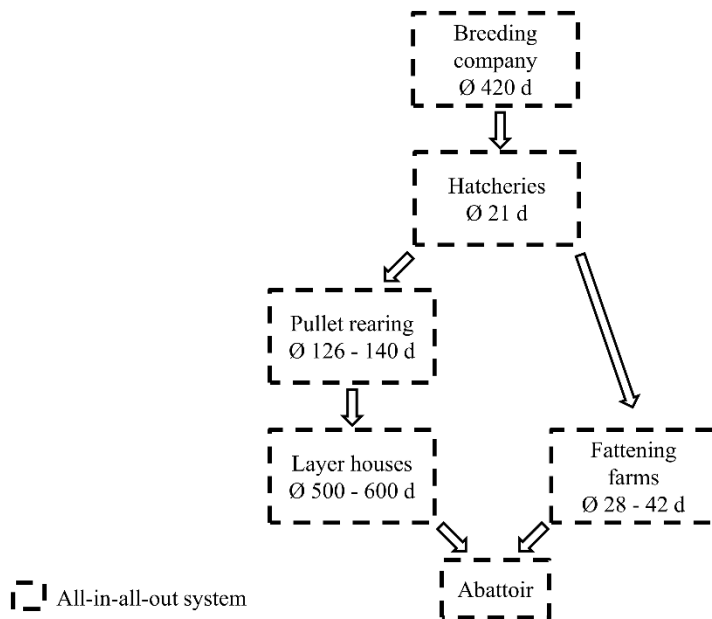 Breeding
company
Ø 420 d
Hatcheries
Ø 21 d
Pullet rearing
Ø 126 - 140 d
Layer houses
Ø 500 - 600 d
Fattening
farms
Ø 28 - 42 d
Abattoir
All-in-all-out system